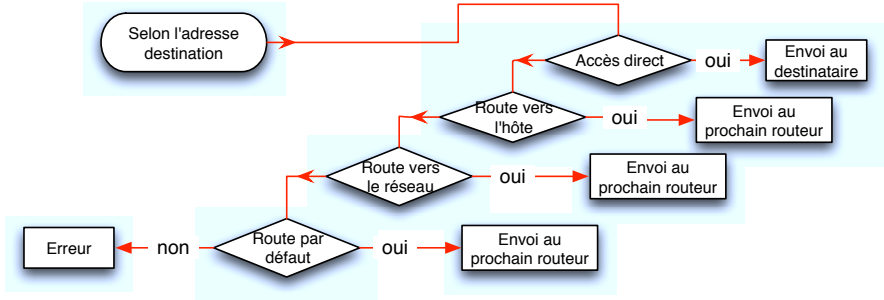 Selon l'adresse
destination
Accès direct
oui
Envoi au
destinataire
Route vers
l'hôte
oui
Envoi au
prochain routeur
Route vers
le réseau
oui
Envoi au
prochain routeur
Erreur
non
Route par
défaut
oui
Envoi au
prochain routeur